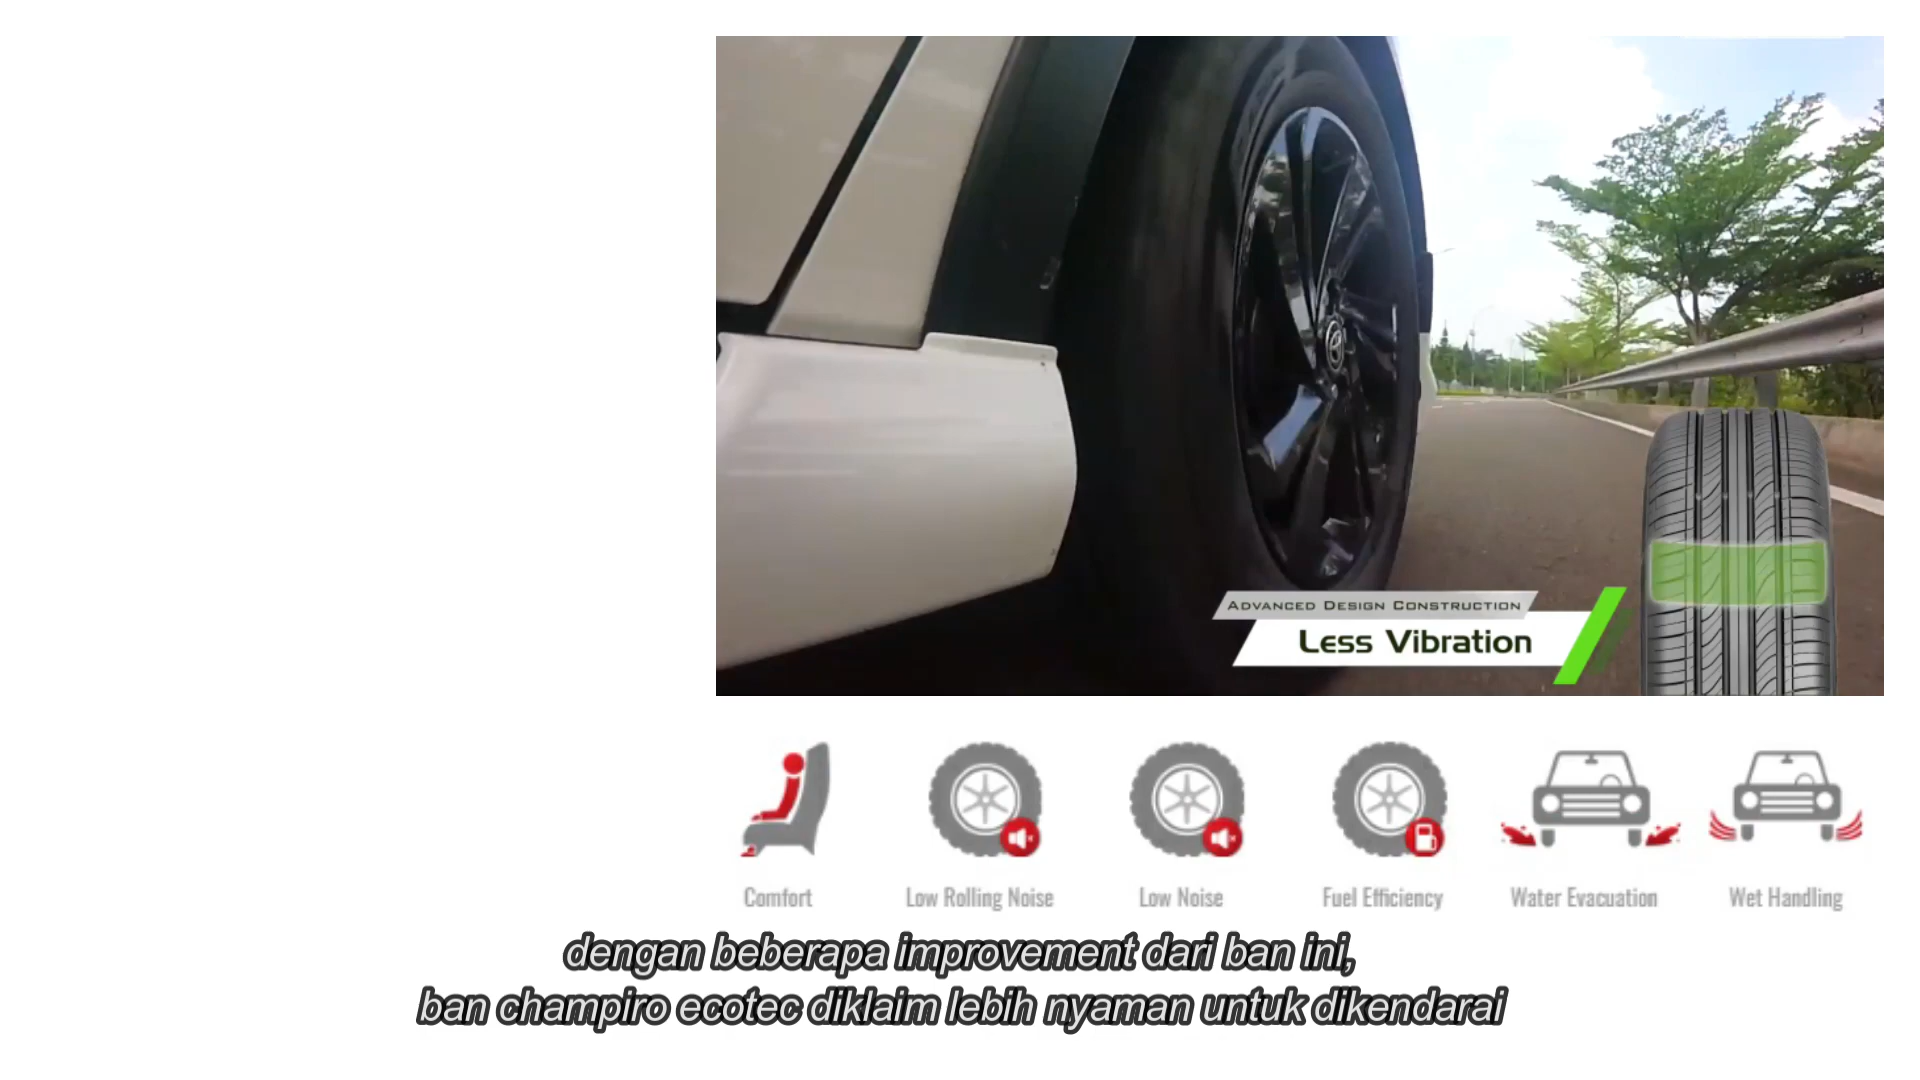 Advanced Design Construction
Less Vibration
Comfort
Low Rolling Noise
Low Noise
Fuel Efficiency
Water Evacuation
Wet Handling
dengan beberapa improvement dari ban ini,
ban champiro ecotec diklaim lebih nyaman untuk dikendarai